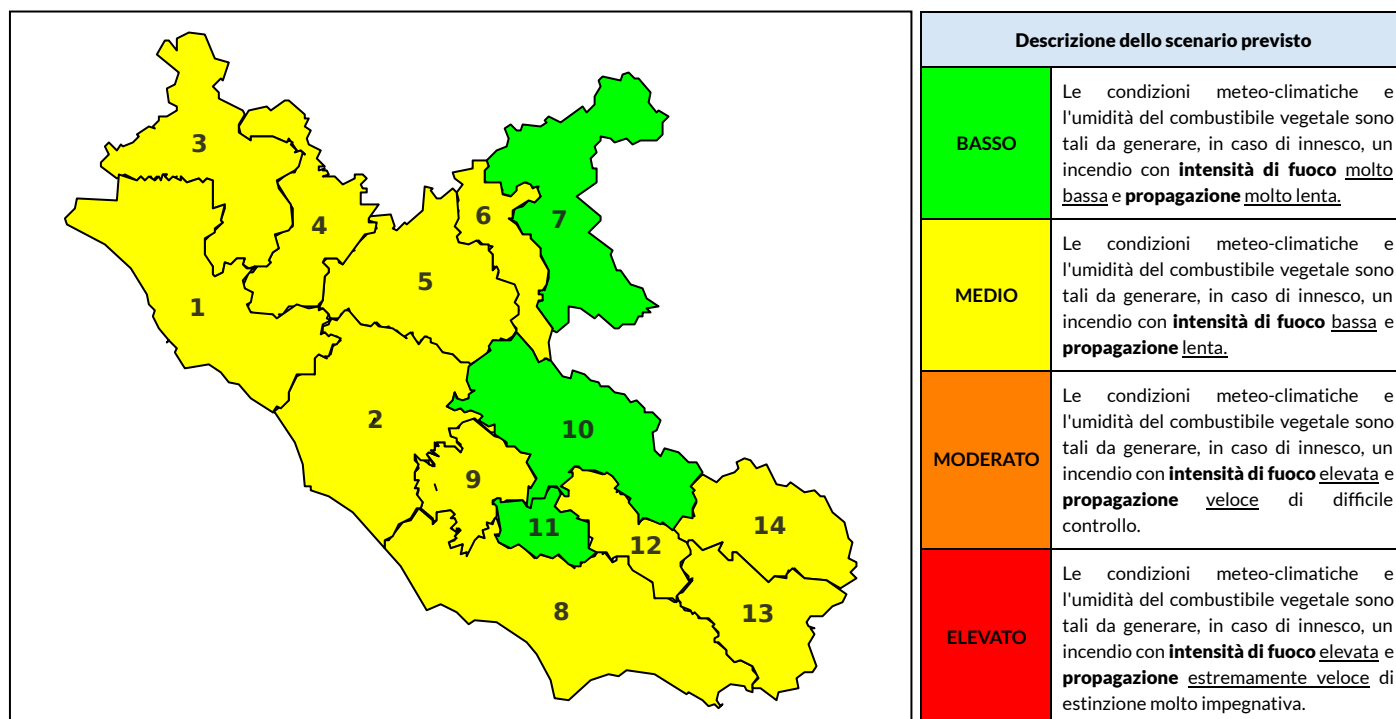 3
4
6
7
5
1
2
10
9
11
12
14
8
13
Descrizione dello scenario previsto
BASSO
Le condizioni meteo-climatiche e
l'umidità del combustibile vegetale sono
tali da generare, in caso di innesco, un
incendio con intensità di fuoco molto
bassa e propagazione molto lenta.
MEDIO
Le condizioni meteo-climatiche e
l'umidità del combustibile vegetale sono
tali da generare, in caso di innesco, un
incendio con intensità di fuoco bassa e
propagazione lenta.
MODERATO
Le condizioni meteo-climatiche e
l'umidità del combustibile vegetale sono
tali da generare, in caso di innesco, un
incendio con intensità di fuoco elevata e
propagazione veloce di difficile
controllo.
ELEVATO
Le condizioni meteo-climatiche e
l'umidità del combustibile vegetale sono
tali da generare, in caso di innesco, un
incendio con intensità di fuoco elevata e
propagazione estremamente veloce di
estinzione molto impegnativa.